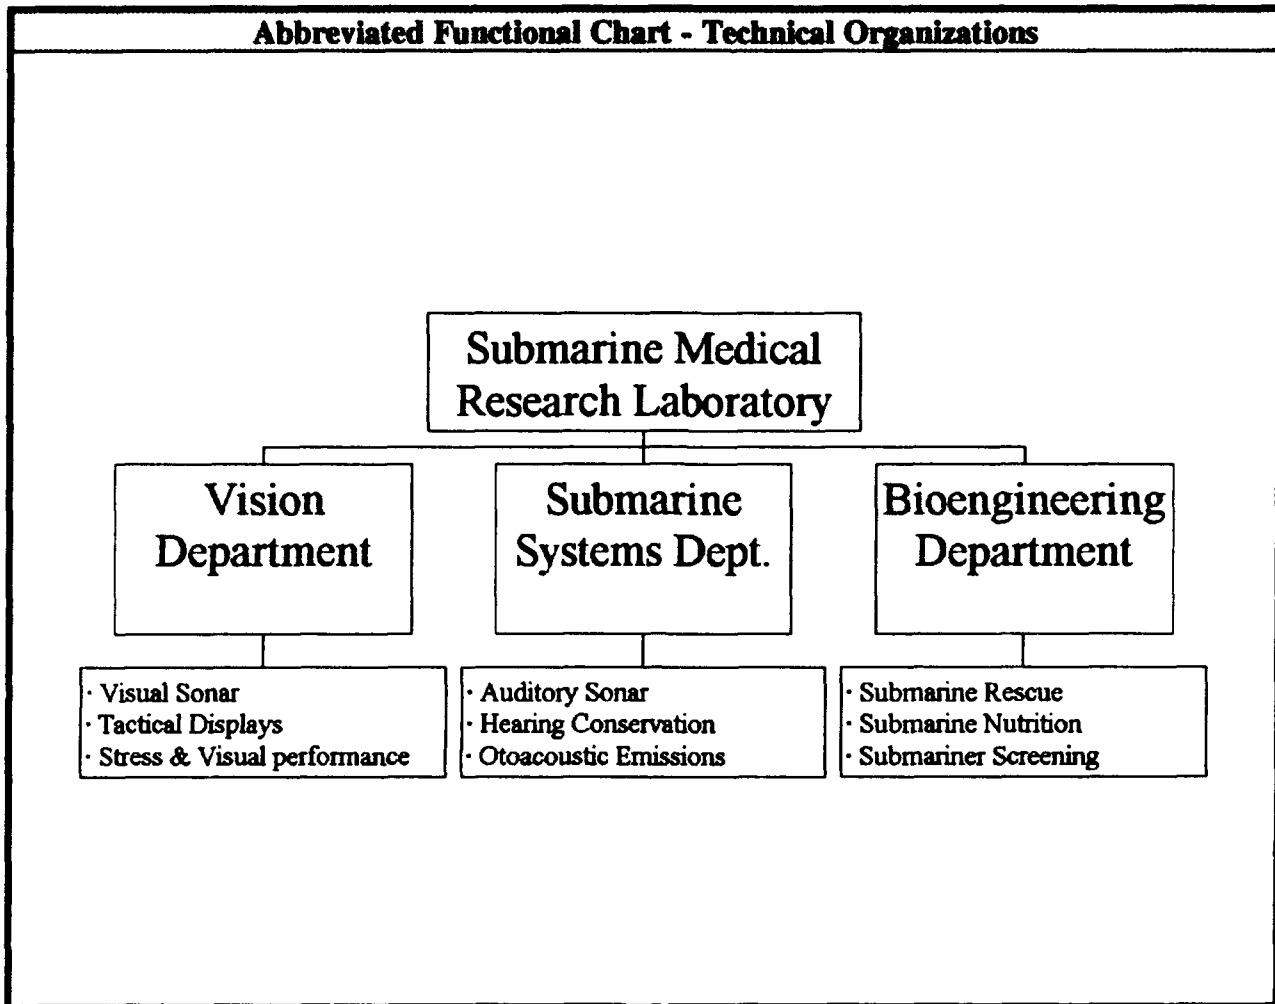 Abbreviated Functional Chart - Technical Organizations
Submarine Medical
Research Laboratory
Vision
Department
Submarine
Systems Dept.
Bioengineering
Department
· Visual Sonar
· Tactical Displays
· Stress & Visual performance
· Auditory Sonar
· Hearing Conservation
· Otoacoustic Emissions
· Submarine Rescue
· Submarine Nutrition
· Submariner Screening